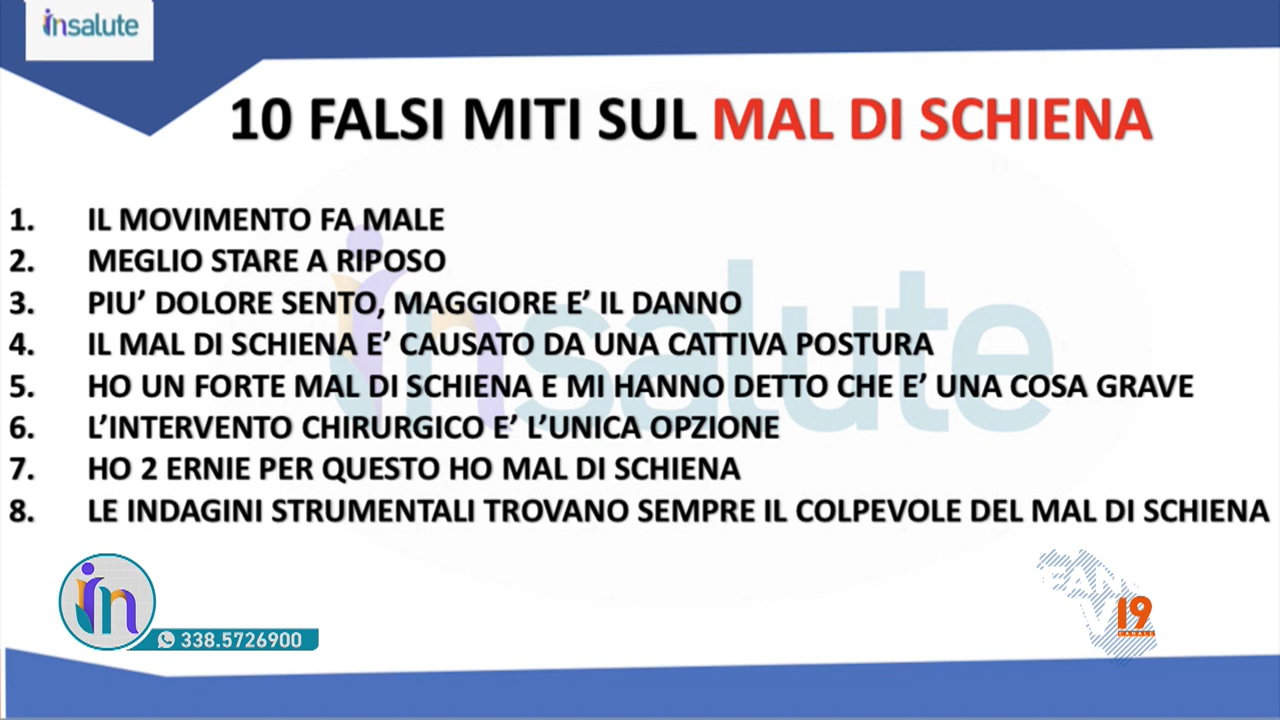 insalute
10 FALSI MITI SUL MAL DI SCHIENA
1. IL MOVIMENTO FA MALE
2. MEGLIO STARE A RIPOSO
3. PIU' DOLORE SENTO, MAGGIORE E' IL DANNO
4. IL MAL DI SCHIENA E' CAUSATO DA UNA CATTIVA POSTURA
5. HO UN FORTE MAL DI SCHIENA E MI HANNO DETTO CHE E' UNA COSA GRAVE
6. L'INTERVENTO CHIRURGICO E' L'UNICA OPZIONE
7. HO 2 ERNIE PER QUESTO HO MAL DI SCHIENA
8. LE INDAGINI STRUMENTALI TROVANO SEMPRE IL COLPEVOLE DEL MAL DI SCHIENA
insalute
in
338.5726900
19
CANALE